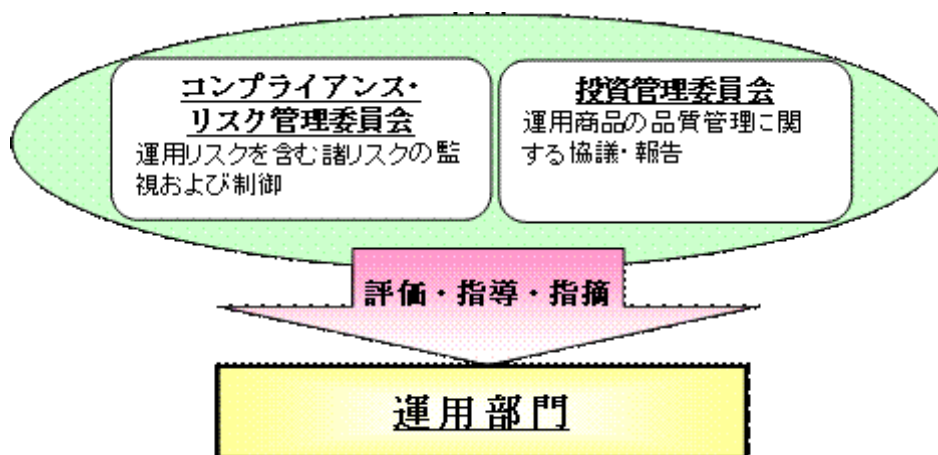 コンプライアンス・
リスク管理委員会
運用リスクを含む諸リスクの監
視および制御
投資管理委員会
運用商品の品質管理に関
する協議・報告
評価・指導・指摘
運用部門